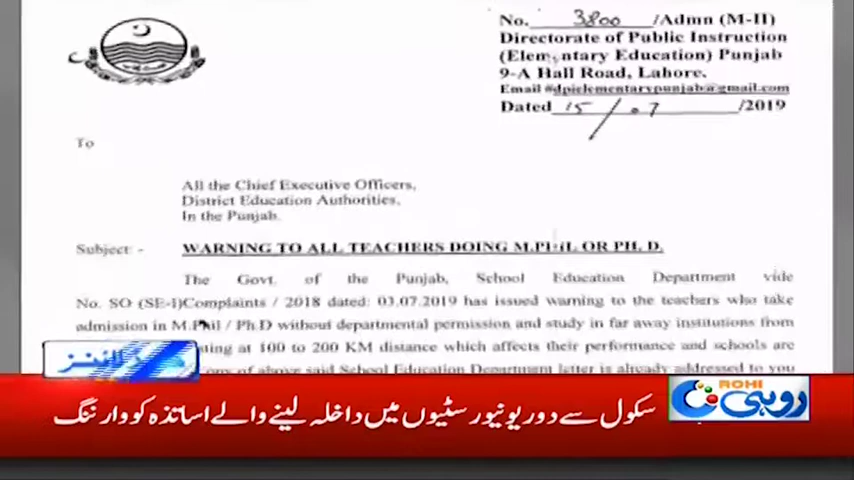 No. 3800 /Admn (M-II)
Directorate of Public Instruction
(Elementary Education) Punjab
9-A Hall Road, Lahore.
Email #dpielementarypunjab@gmail.com
Dated 15/07 /2019
To
All the Chief Executive Officers,
District Education Authorities,
In the Punjab.
Subject: - WARNING TO ALL TEACHERS DOING M.PHIL OR PH. D.
The Govt. of the Punjab, School Education Department vide
No. SO (SE-I)Complaints / 2018 dated: 03.07.2019 has issued warning to the teachers who take
admission in M.Phil / Ph.D without departmental permission and study in far away institutions from
at 100 to 200 KM distance which affects their performance and schools are
of above said School Education Department letter is already addressed to you
ہیڈ لائنز
ROHI
روہی
سکول سے دور یونیورسٹیوں میں داخلہ لینے والے اساتذہ کو وارننگ